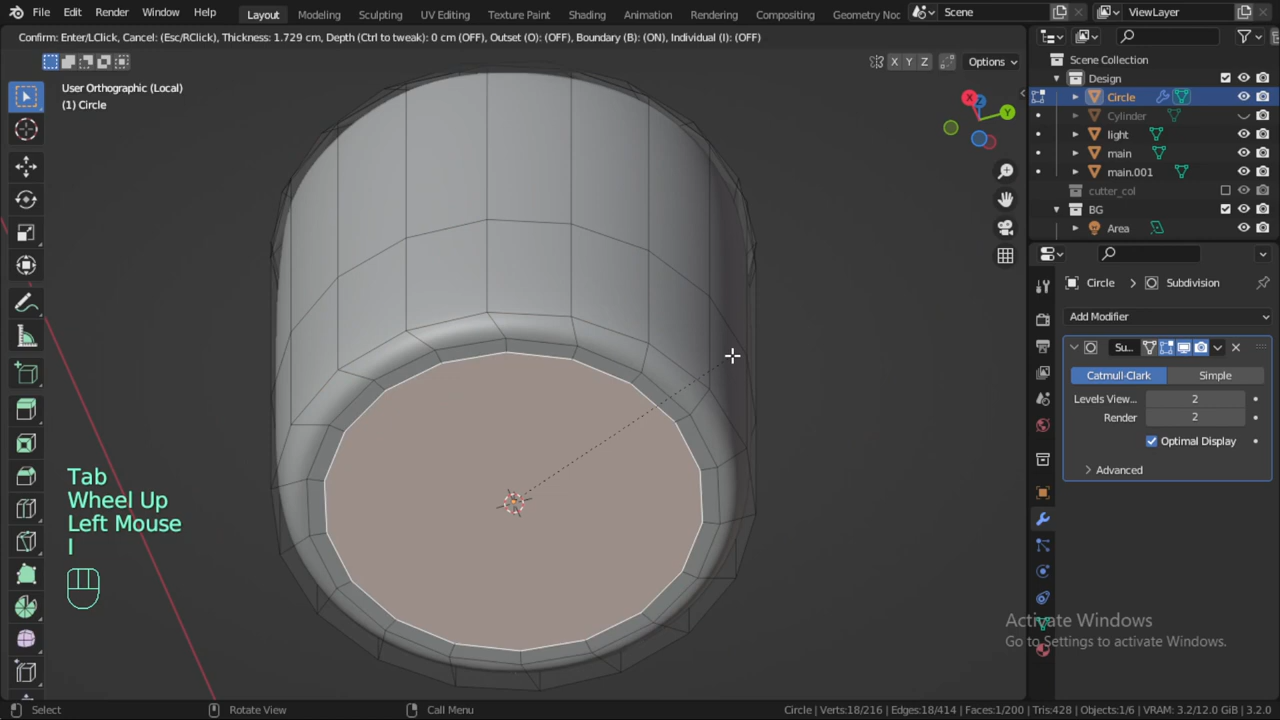 File Edit Render Window Help Layout Modeling Sculpting UV Editing Texture Paint Shading Animation Rendering Compositing Geometry Noc Scene ViewLayer
Confirm: Enter/LClick, Cancel: (Esc/RClick), Thickness: 1.729 cm, Depth (Ctrl to tweak): 0 cm (OFF), Outset (O): (OFF), Boundary (B): (ON), Individual (I): (OFF)
X Y Z Options
User Orthographic (Local)
(1) Circle
X
Y
Scene Collection
Design
Circle
Cylinder
light
main
main.001
cutter_col
BG
Area
Circle Subdivision
Add Modifier
Su...
Catmull-Clark Simple
Levels View... 2
Render 2
Optimal Display
Advanced
Tab
Wheel Up
Left Mouse
I
Activate Windows
Go to Settings to activate Windows.
Select Rotate View Call Menu Circle | Verts:18/216 | Edges:18/414 | Faces:1/200 | Tris:428 | Objects:1/6 | VRAM: 3.2/12.0 GiB | 3.2.0